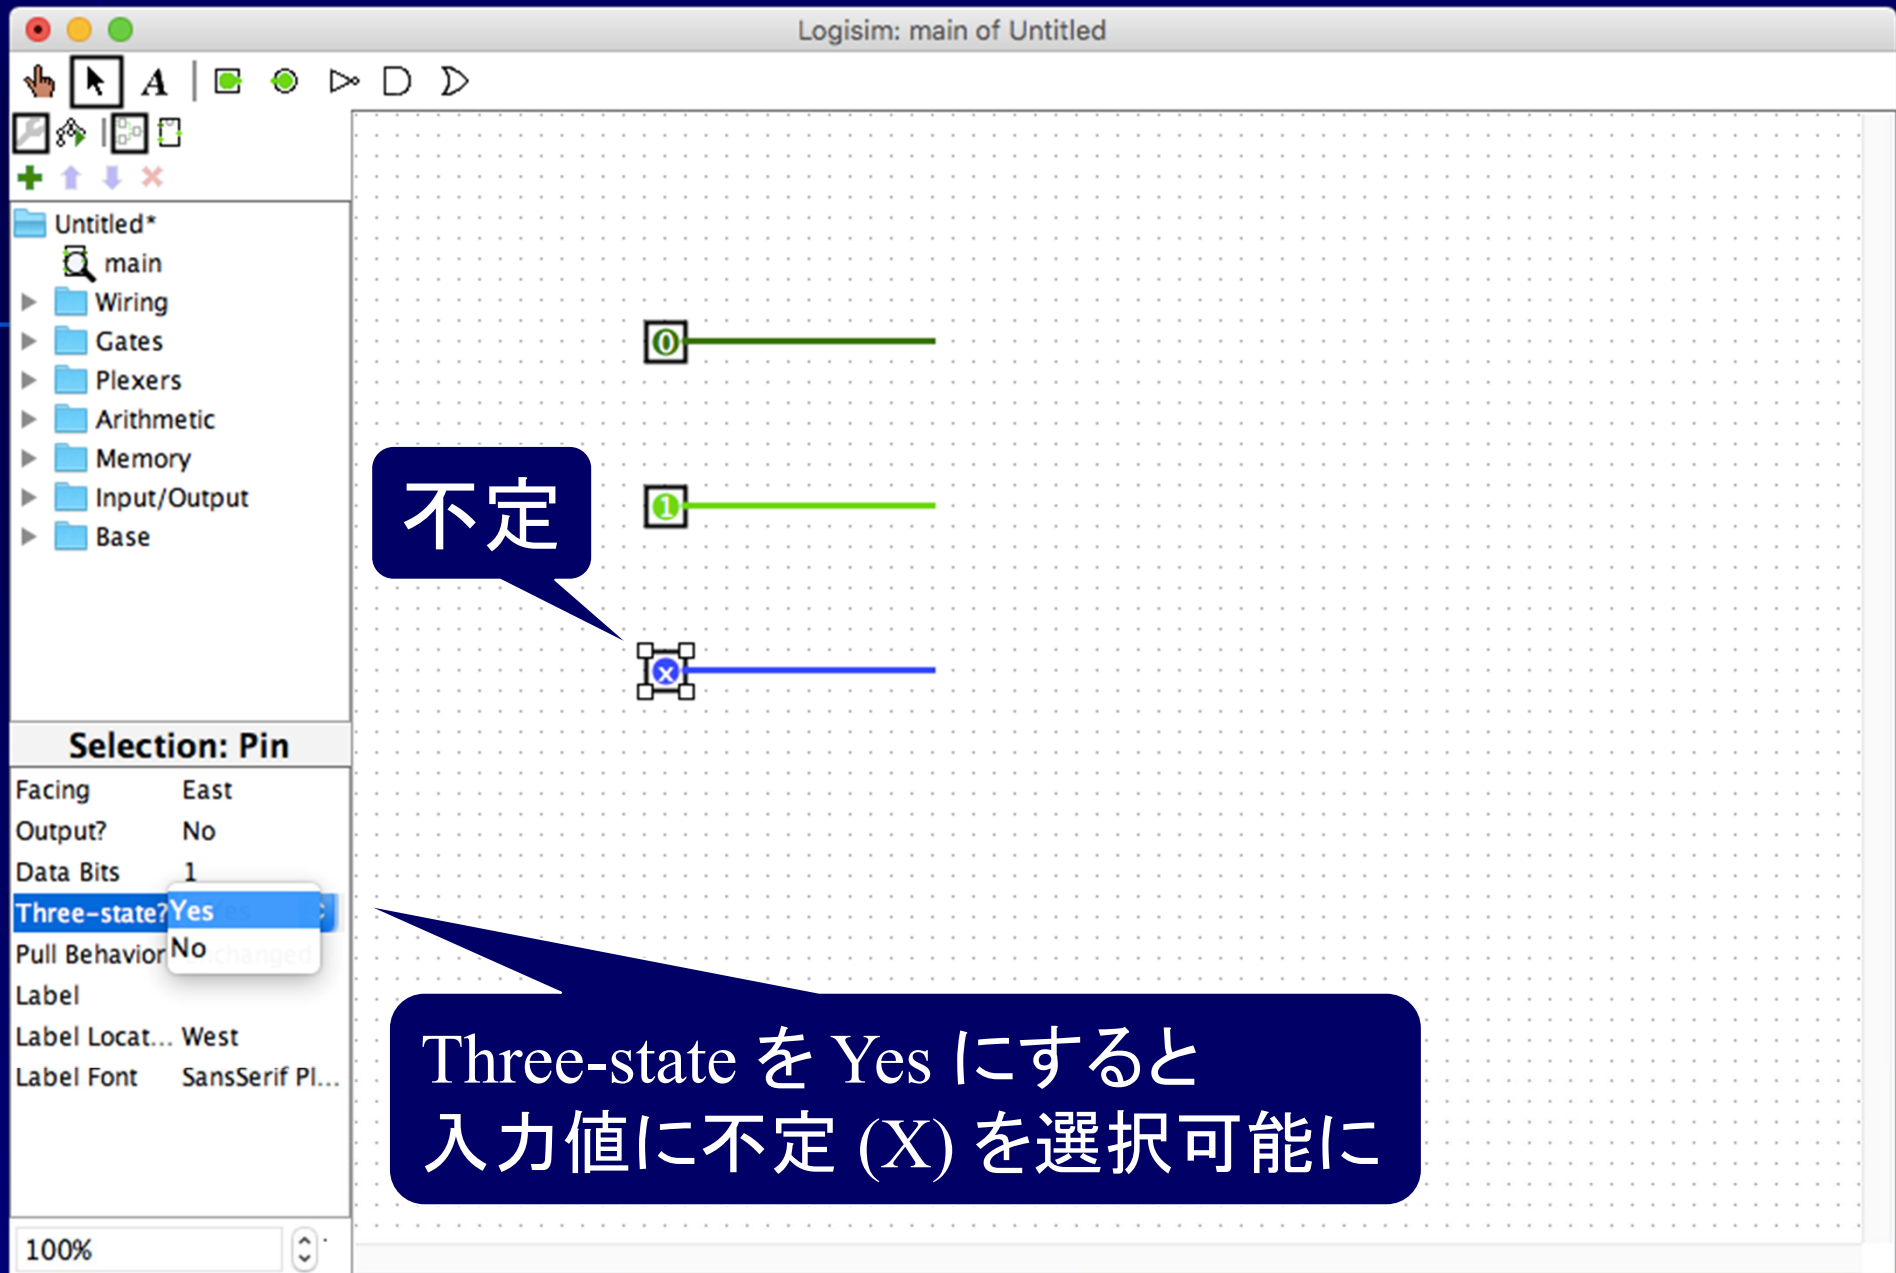 Logisim: main of Untitled
A
Untitled*
main
Wiring
Gates
Plexers
Arithmetic
Memory
Input/Output
Base
0
不定
1
x
Selection: Pin
Facing East
Output? No
Data Bits 1
Three-state? Yes
Pull Behavior No
Label
Label Locat... West
Label Font SansSerif Pl...
Three-state を Yes にすると
入力値に不定 (X) を選択可能に
100%